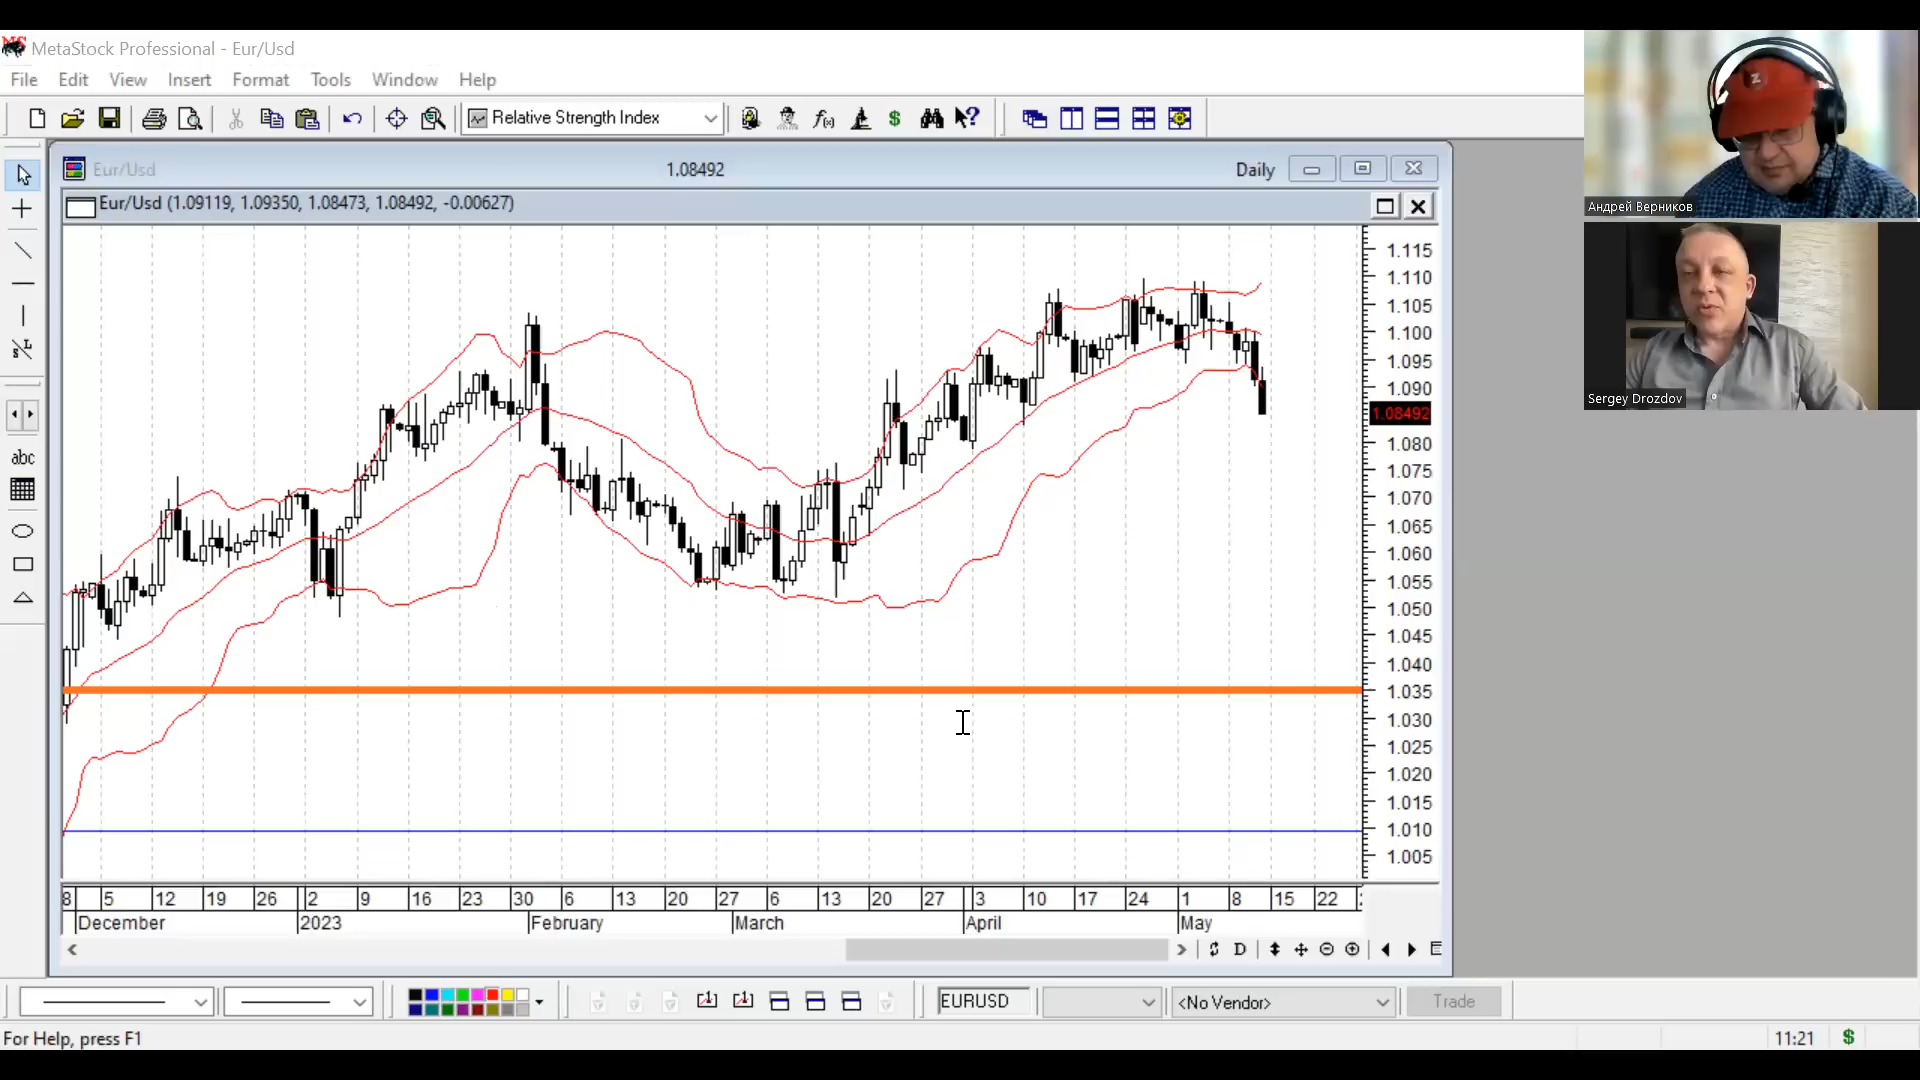 MetaStock Professional - Eur/Usd
File Edit View Insert Format Tools Window Help
Relative Strength Index
Eur/Usd 1.08492 Daily
Eur/Usd (1.09119, 1.09350, 1.08473, 1.08492, -0.00627)
1.115
1.110
1.105
1.100
1.095
1.090
1.08492
1.080
1.075
1.070
1.065
1.060
1.055
1.050
1.045
1.040
1.035
1.030
1.025
1.020
1.015
1.010
1.005
8 5 12 19 26 2 9 16 23 30 6 13 20 27 6 13 20 27 3 10 17 24 1 8 15 22
December 2023 February March April May
D
abc
EURUSD <No Vendor> Trade
For Help, press F1 11:21 $
Z
Андрей Верников
Sergey Drozdov